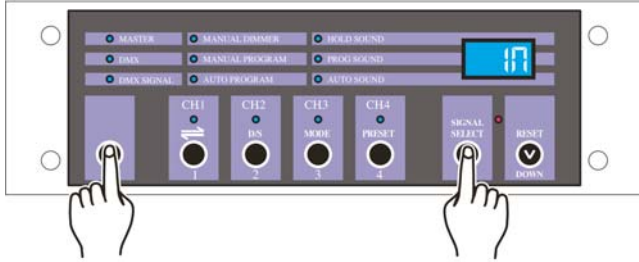 MASTER
MANUAL DIMMER
HOLD SOUND
DMX
MANUAL PROGRAM
PROG SOUND
DMX SIGNAL
AUTO PROGRAM
AUTO SOUND
CH1
CH2
CH3
CH4
D/S
MODE
PRESET
SIGNAL
SELECT
RESET
1
2
3
4
DOWN